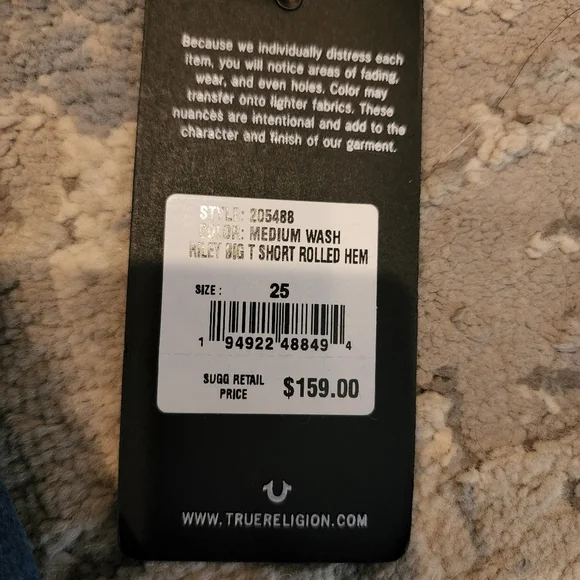 Because we individually distress each
item, you will notice areas of fading,
wear, and even holes. Color may
transfer onto lighter fabrics. These
nuances are intentional and add to the
character and finish of our garment.
STYLE: 205488
COLOR: MEDIUM WASH
RILEY BIG T SHORT ROLLED HEM
SIZE: 25
1 94922 48849 4
SUGG RETAIL
PRICE $159.00
WWW.TRUERELIGION.COM